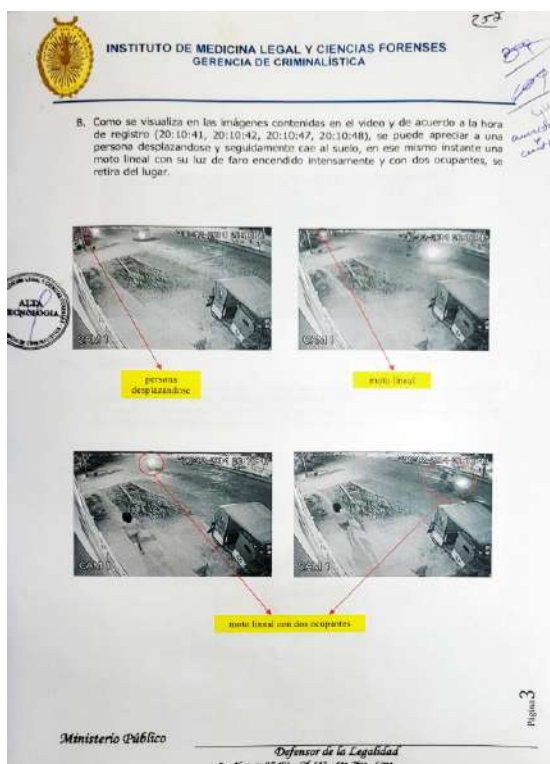 252
INSTITUTO DE MEDICINA LEGAL Y CIENCIAS FORENSES
GERENCIA DE CRIMINALÍSTICA
B. Como se visualiza en las imágenes contenidas en el video y de acuerdo a la hora
de registro (20:10:41, 20:10:42, 20:10:47, 20:10:48), se puede apreciar a una
persona desplazandose y seguidamente cae al suelo, en ese mismo instante una
moto lineal con su luz de faro encendido intensamente y con dos ocupantes, se
retira del lugar.
ALTA
TECNOLOGIA
CAM 1
CAM 1
persona
desplazándose
moto lineal
CAM 1
CAM 1
moto lineal con dos ocupantes
Página 3
Ministerio Público
Defensor de la Legalidad